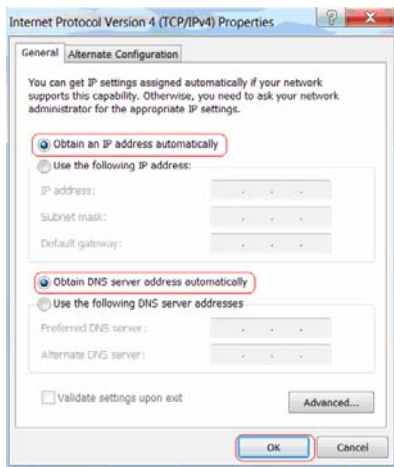 Internet Protocol Version 4 (TCP/IPv4) Properties
General
Alternate Configuration
You can get IP settings assigned automatically if your network
supports this capability. Otherwise, you need to ask your network
administrator for the appropriate IP settings.
Obtain an IP address automatically
Use the following IP address:
IP address:
Subnet mask:
Default gateway:
Obtain DNS server address automatically
Use the following DNS server addresses
Preferred DNS server:
Alternate DNS server:
Validate settings upon exit
Advanced...
OK
Cancel